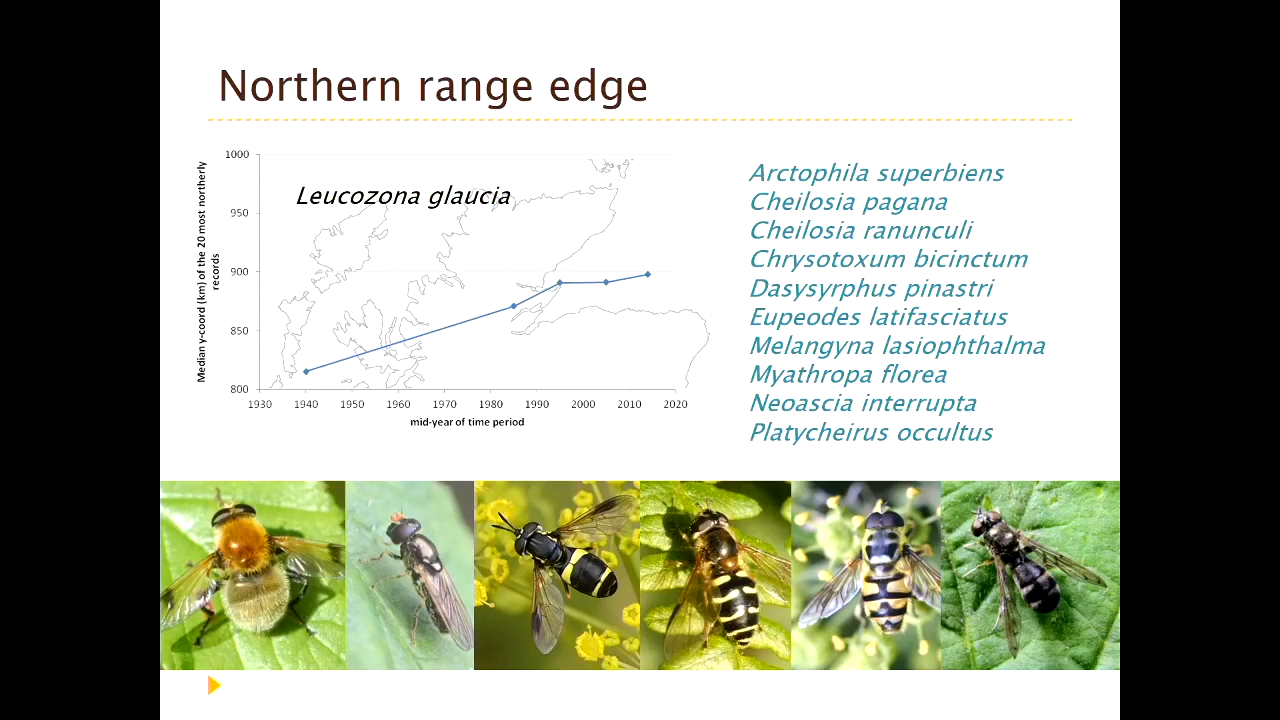 Northern range edge
Median y-coord (km) of the 20 most northerly
records
1000
950
900
850
800
Leucozona glaucia
1930 1940 1950 1960 1970 1980 1990 2000 2010 2020
mid-year of time period
Arctophila superbiens
Cheilosia pagana
Cheilosia ranunculi
Chrysotoxum bicinctum
Dasysyrphus pinastri
Eupeodes latifasciatus
Melangyna lasiophthalma
Myathropa florea
Neoascia interrupta
Platycheirus occultus